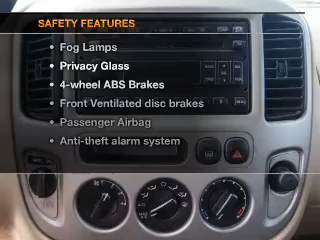 SAFETY FEATURES
• Fog Lamps
• Privacy Glass
• 4-wheel ABS Brakes
• Front Ventilated disc brakes
• Passenger Airbag
• Anti-theft alarm system